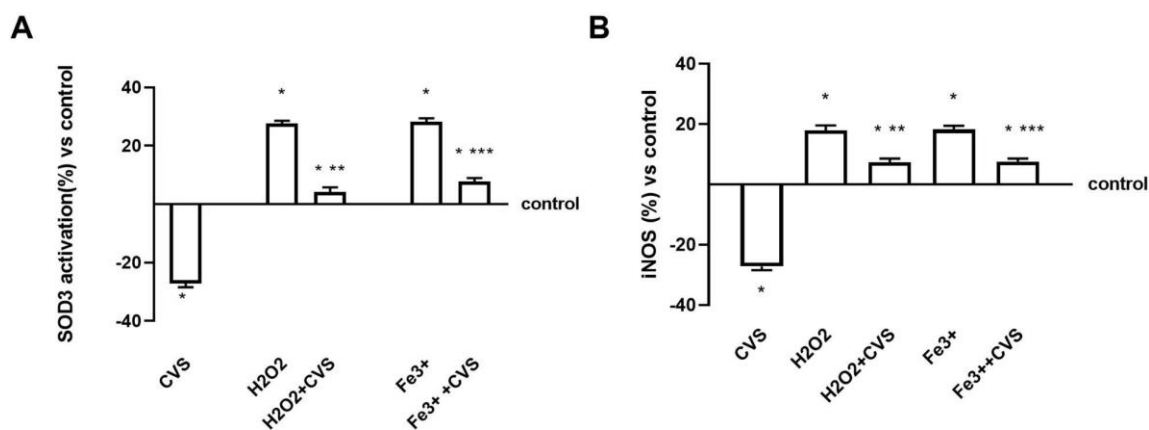 A
SOD3 activation(%) vs control
40
20
-20
-40
*
*
* **
*
* ***
control
CVS
H2O2
H2O2+CVS
Fe3+
Fe3+ +CVS
B
iNOS (%) vs control
40
20
0
-20
-40
*
*
* **
*
* ***
control
CVS
H2O2
H2O2+CVS
Fe3+
Fe3++CVS